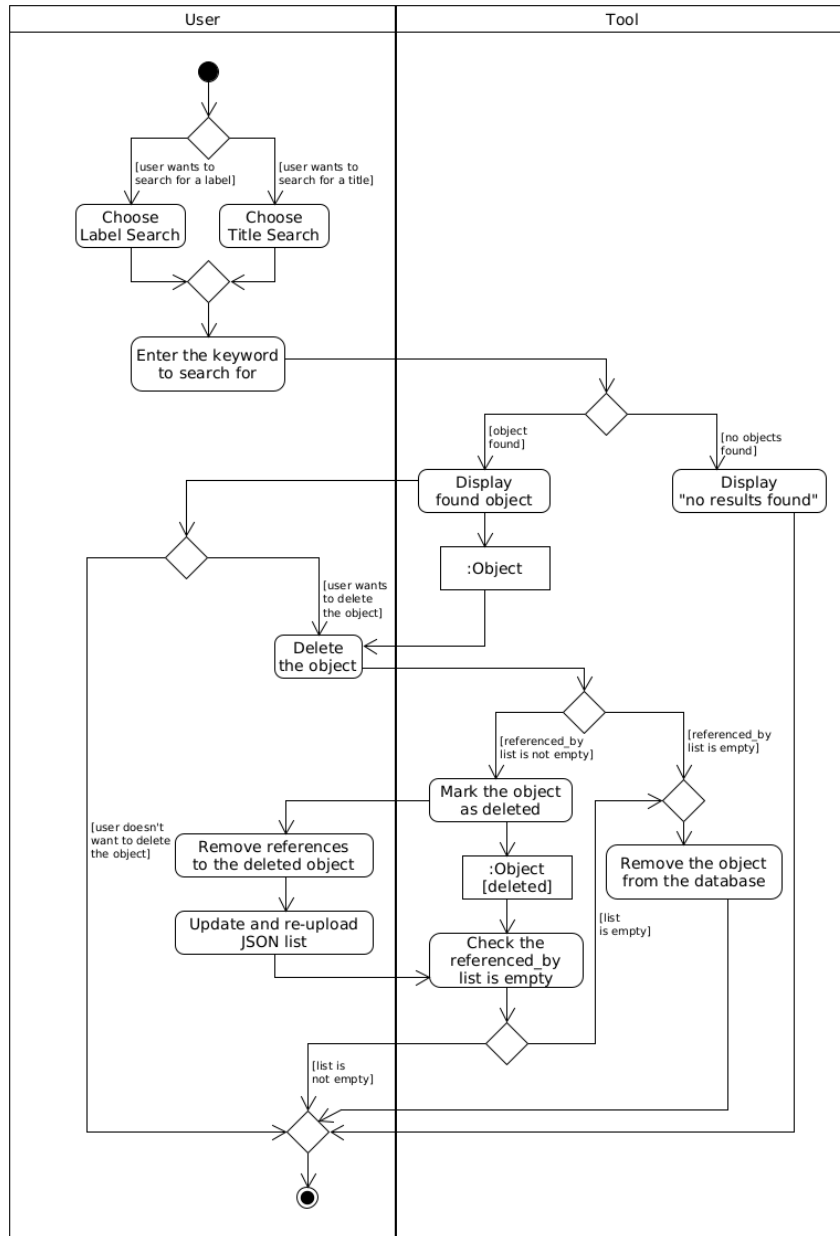 User
Tool
[user wants to
search for a label]
[user wants to
search for a title]
Choose
Label Search
Choose
Title Search
Enter the keyword
to search for
[object
found]
[no objects
found]
Display
found object
Display
"no results found"
:Object
[user wants
to delete
the object]
Delete
the object
[referenced_by
list is not empty]
[referenced_by
list is empty]
Mark the object
as deleted
[user doesn't
want to delete
the object]
Remove references
to the deleted object
:Object
[deleted]
Remove the object
from the database
Update and re-upload
JSON list
[list
is empty]
Check the
referenced_by
list is empty
[list is
not empty]